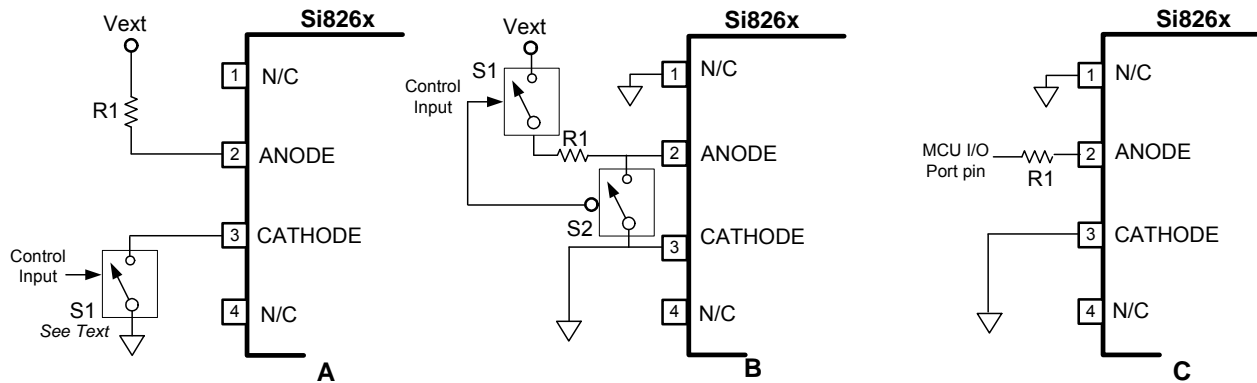 Si826x
Vext
R1
1
N/C
2
ANODE
3
CATHODE
4
N/C
Control
Input
S1
See Text
A
Si826x
Vext
S1
Control
Input
R1
S2
1
N/C
2
ANODE
3
CATHODE
4
N/C
B
Si826x
1
N/C
MCU I/O
Port pin
R1
2
ANODE
3
CATHODE
4
N/C
C